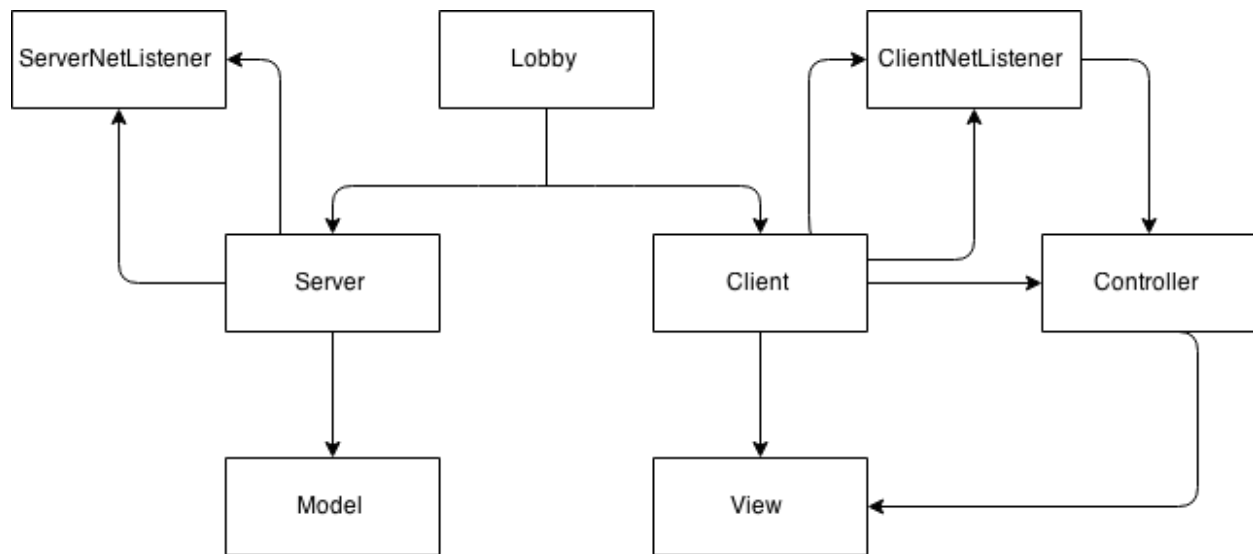 ServerNetListener
Lobby
ClientNetListener
Server
Client
Controller
Model
View